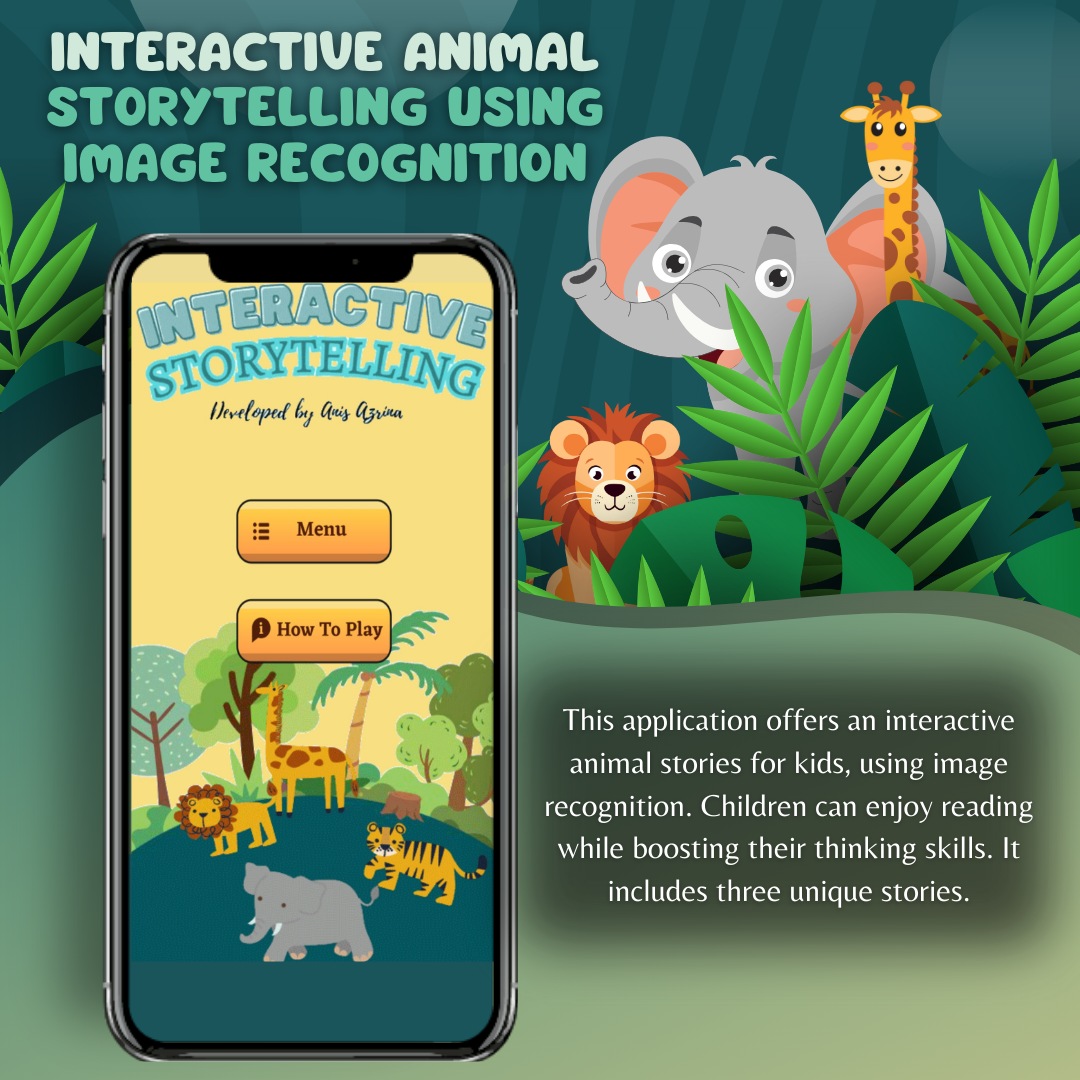 INTERACTIVE ANIMAL
STORYTELLING USING
IMAGE RECOGNITION
INTERACTIVE
STORYTELLING
Developed by Anis Azrina
Menu
How To Play
This application offers an interactive
animal stories for kids, using image
recognition. Children can enjoy reading
while boosting their thinking skills. It
includes three unique stories.